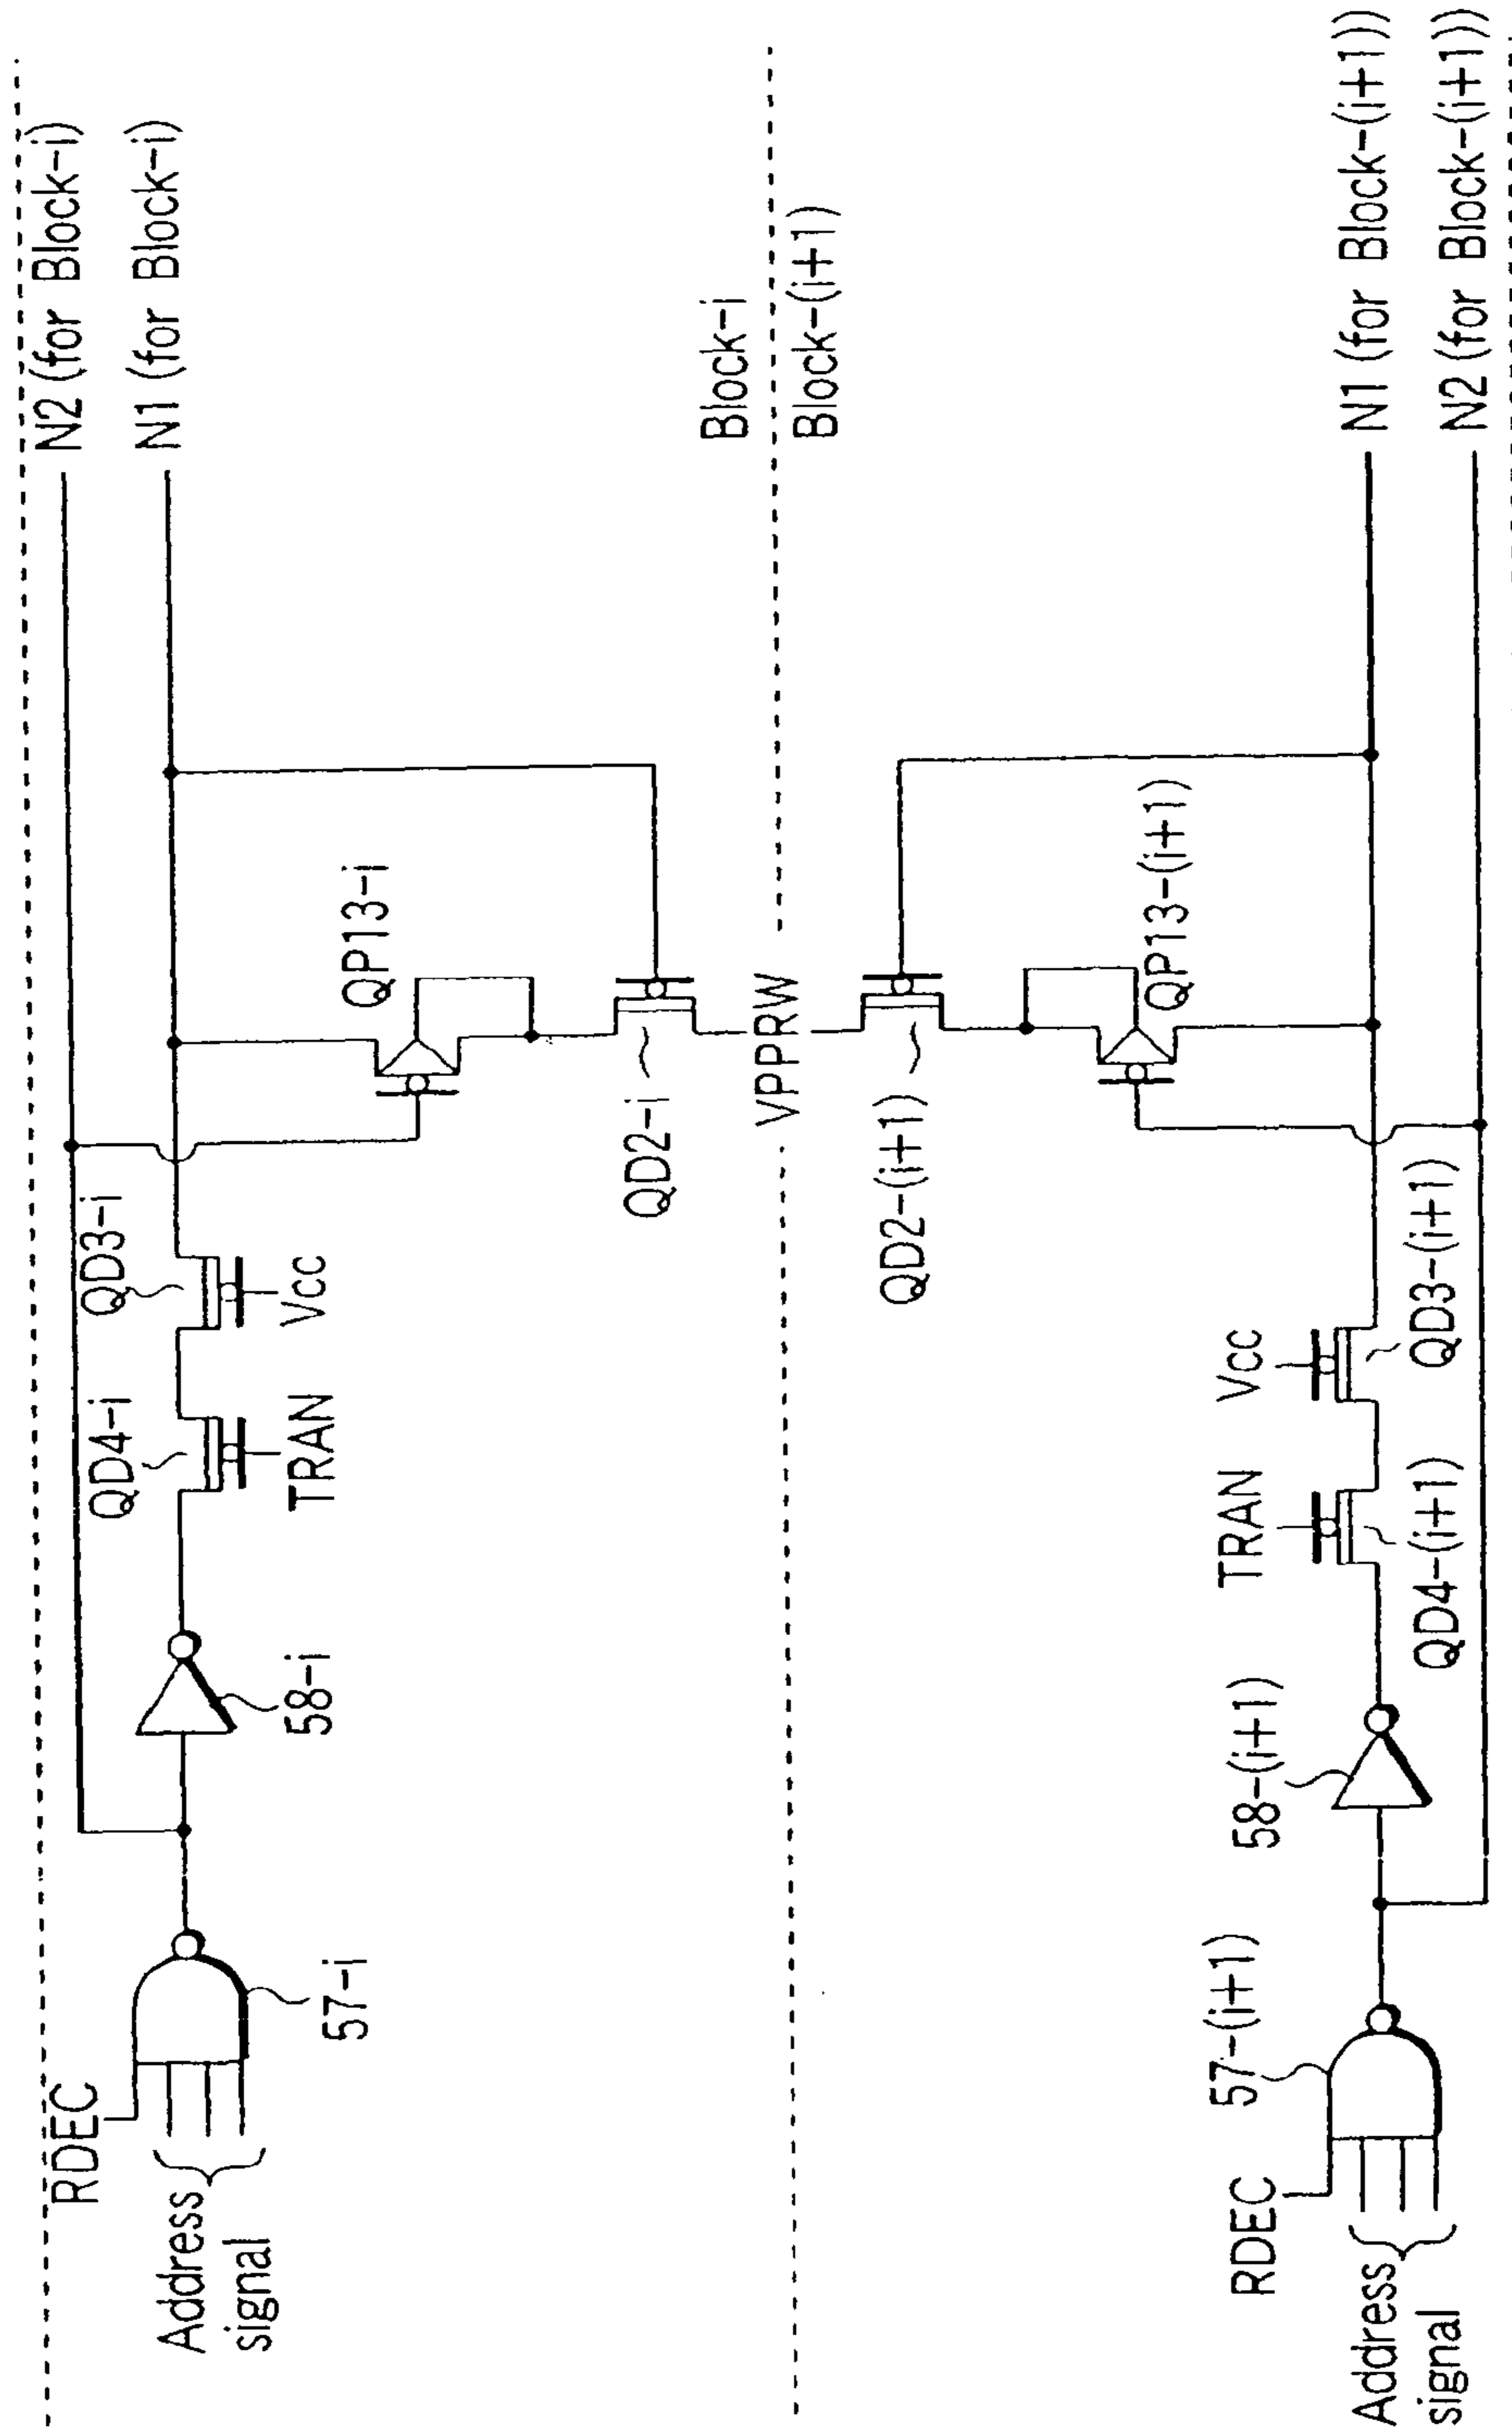 N2 (for Block-i)
N1 (for Block-i)
QD3-i
QD4-i
RDEC
Address
signal
57-i
58-i
TRAN
Vcc
QP13-i
QD2-i
Block-i
VPPRW
Block-(i+1)
QD2-(i+1)
QP13-(i+1)
RDEC
Address
signal
57-(i+1)
58-(i+1)
TRAN
Vcc
QD4-(i+1)
QD3-(i+1)
N1 (for Block-(i+1))
N2 (for Block-(i+1))